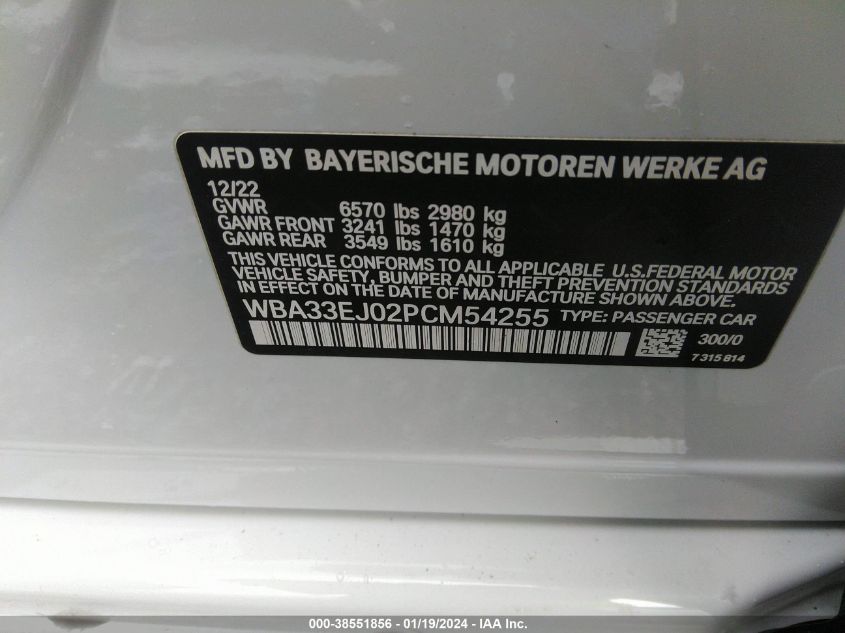 MFD BY BAYERISCHE MOTOREN WERKE AG
12/22
GVWR 6570 lbs 2980 kg
GAWR FRONT 3241 lbs 1470 kg
GAWR REAR 3549 lbs 1610 kg
THIS VEHICLE CONFORMS TO ALL APPLICABLE U.S.FEDERAL MOTOR
VEHICLE SAFETY, BUMPER AND THEFT PREVENTION STANDARDS
IN EFFECT ON THE DATE OF MANUFACTURE SHOWN ABOVE.
WBA33EJ02PCM54255 TYPE: PASSENGER CAR
300/0
7 315 814
000-38551856 - 01/19/2024 - IAA Inc.